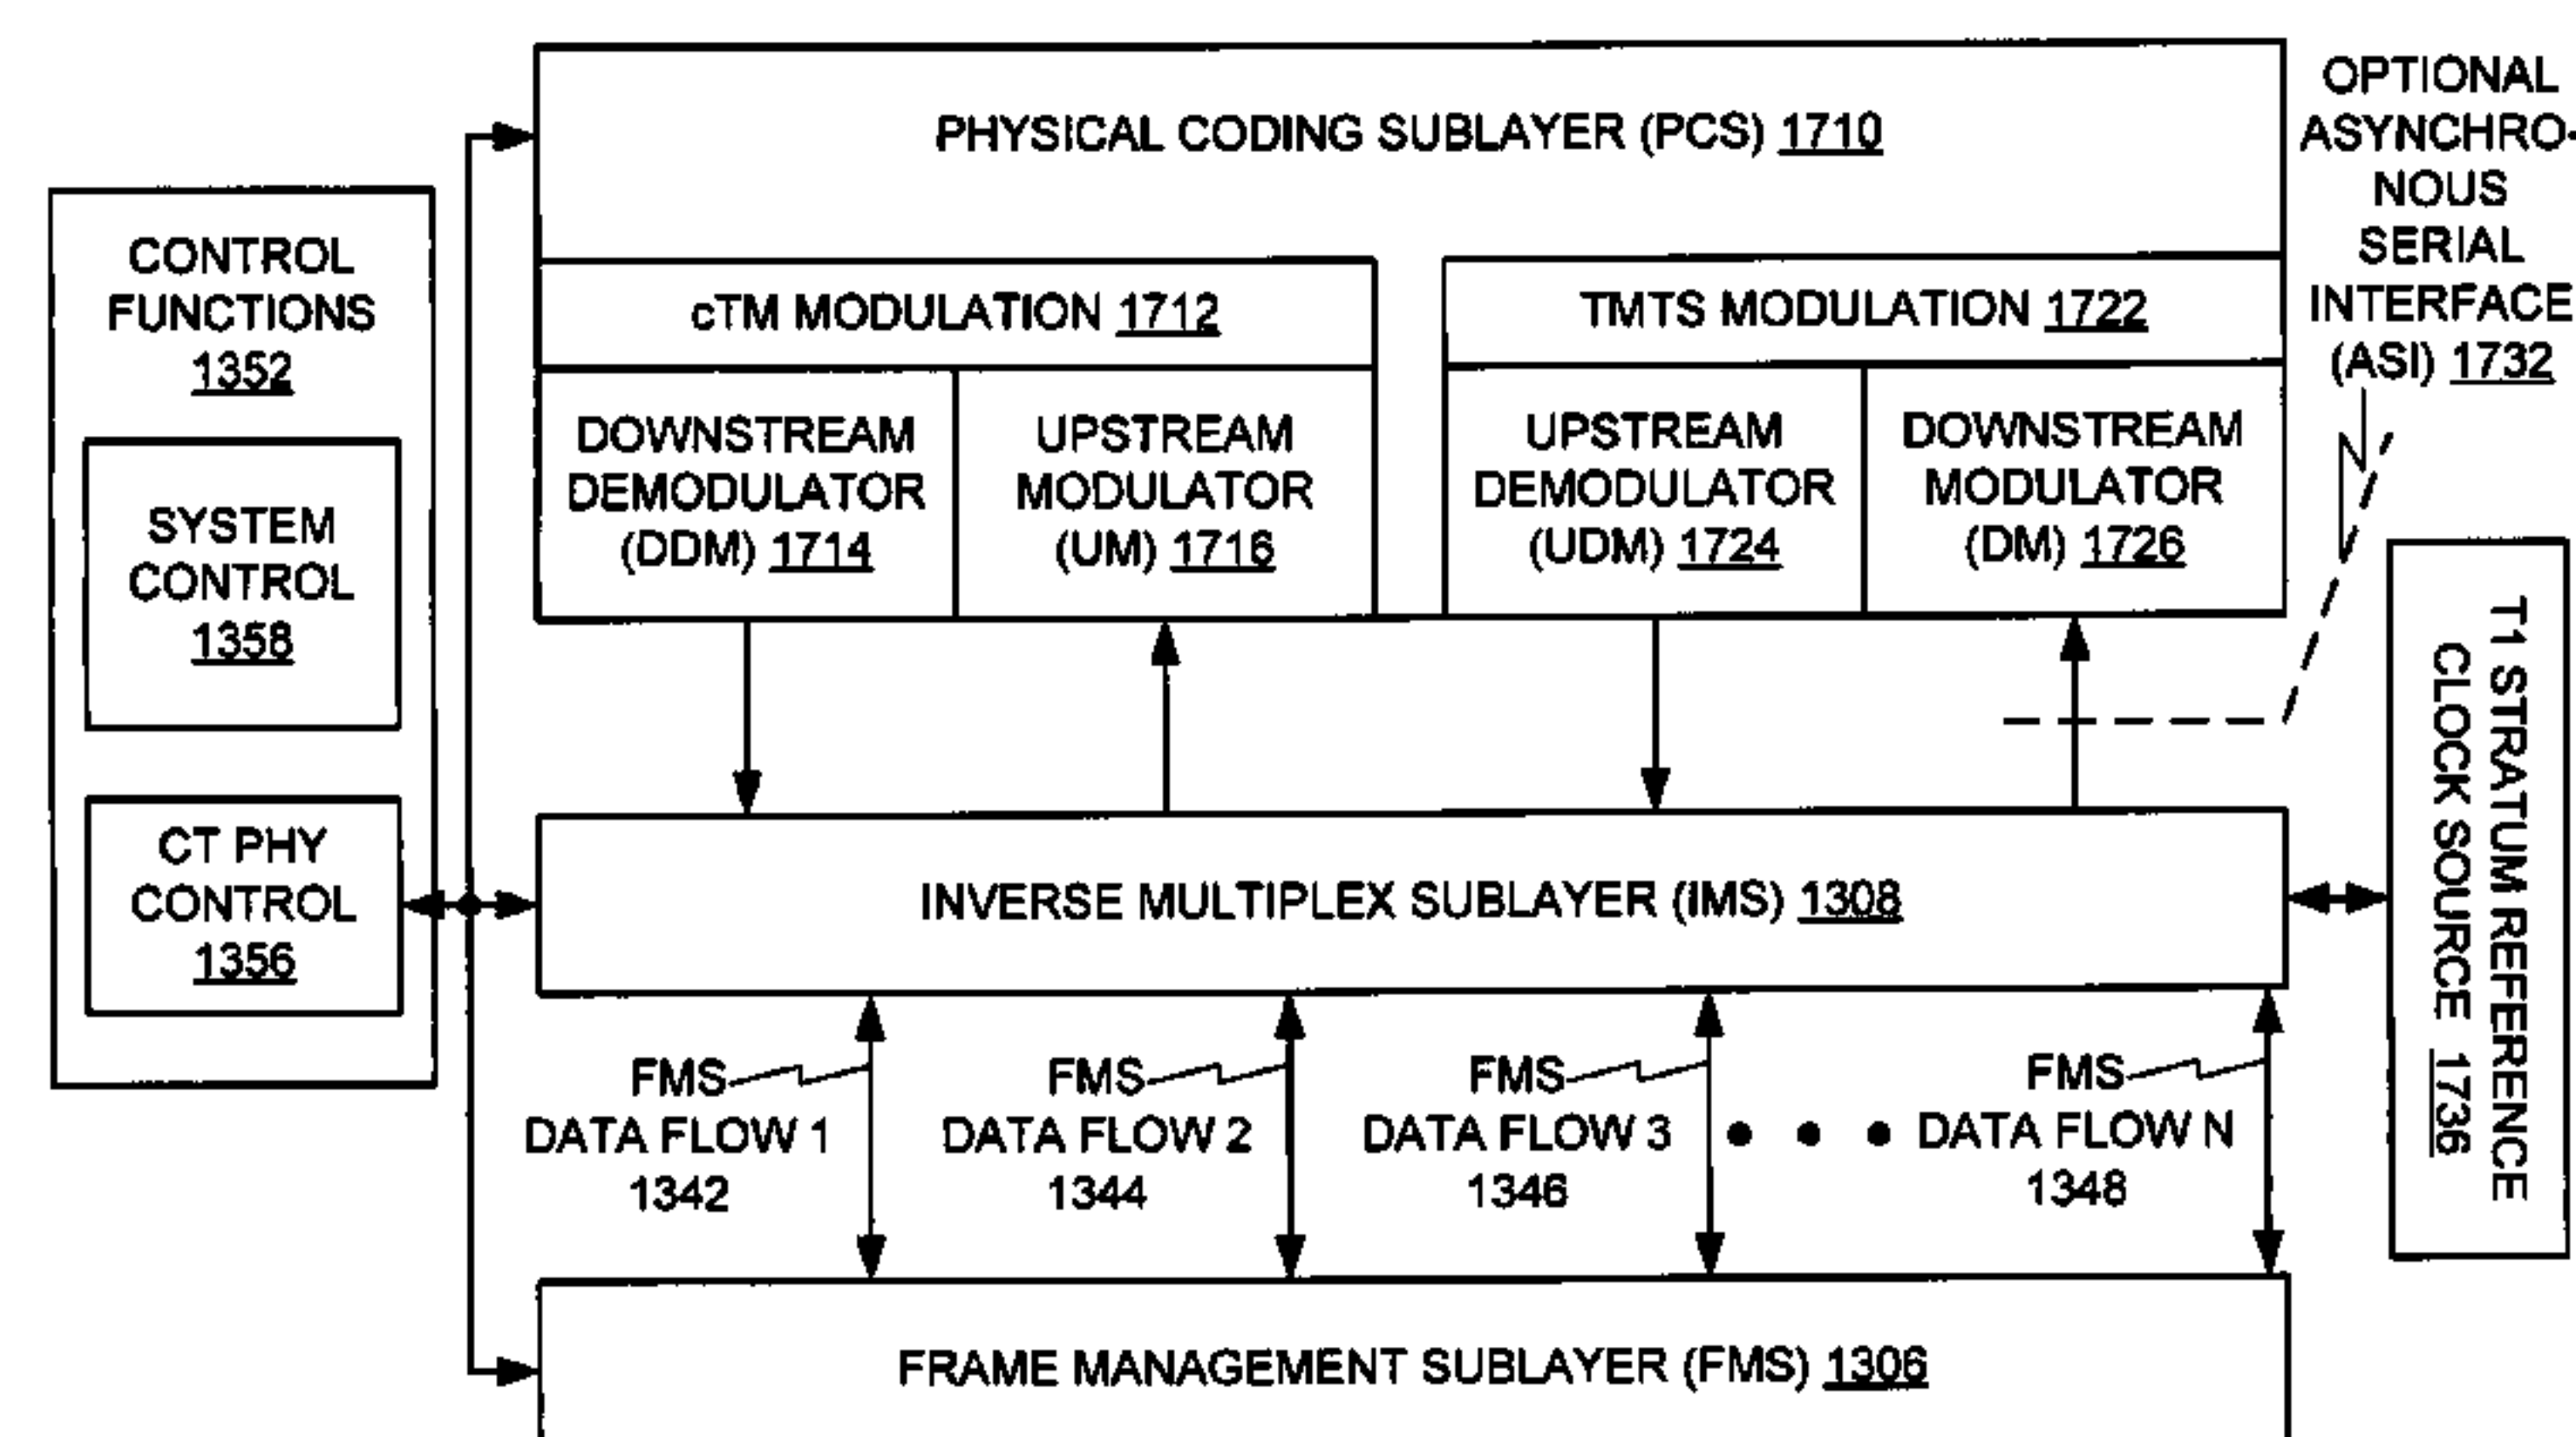 PHYSICAL CODING SUBLAYER (PCS) 1710
OPTIONAL
ASYNCHRO-
NOUS
SERIAL
INTERFACE
(ASI) 1732
CONTROL
FUNCTIONS
1352
SYSTEM
CONTROL
1358
CT PHY
CONTROL
1356
cTM MODULATION 1712
TMTS MODULATION 1722
DOWNSTREAM
DEMODULATOR
(DDM) 1714
UPSTREAM
MODULATOR
(UM) 1716
UPSTREAM
DEMODULATOR
(UDM) 1724
DOWNSTREAM
MODULATOR
(DM) 1726
T1 STRATUM REFERENCE
CLOCK SOURCE 1736
INVERSE MULTIPLEX SUBLAYER (IMS) 1308
FMS
DATA FLOW 1
1342
FMS
DATA FLOW 2
1344
FMS
DATA FLOW 3
1346
FMS
DATA FLOW N
1348
FRAME MANAGEMENT SUBLAYER (FMS) 1306